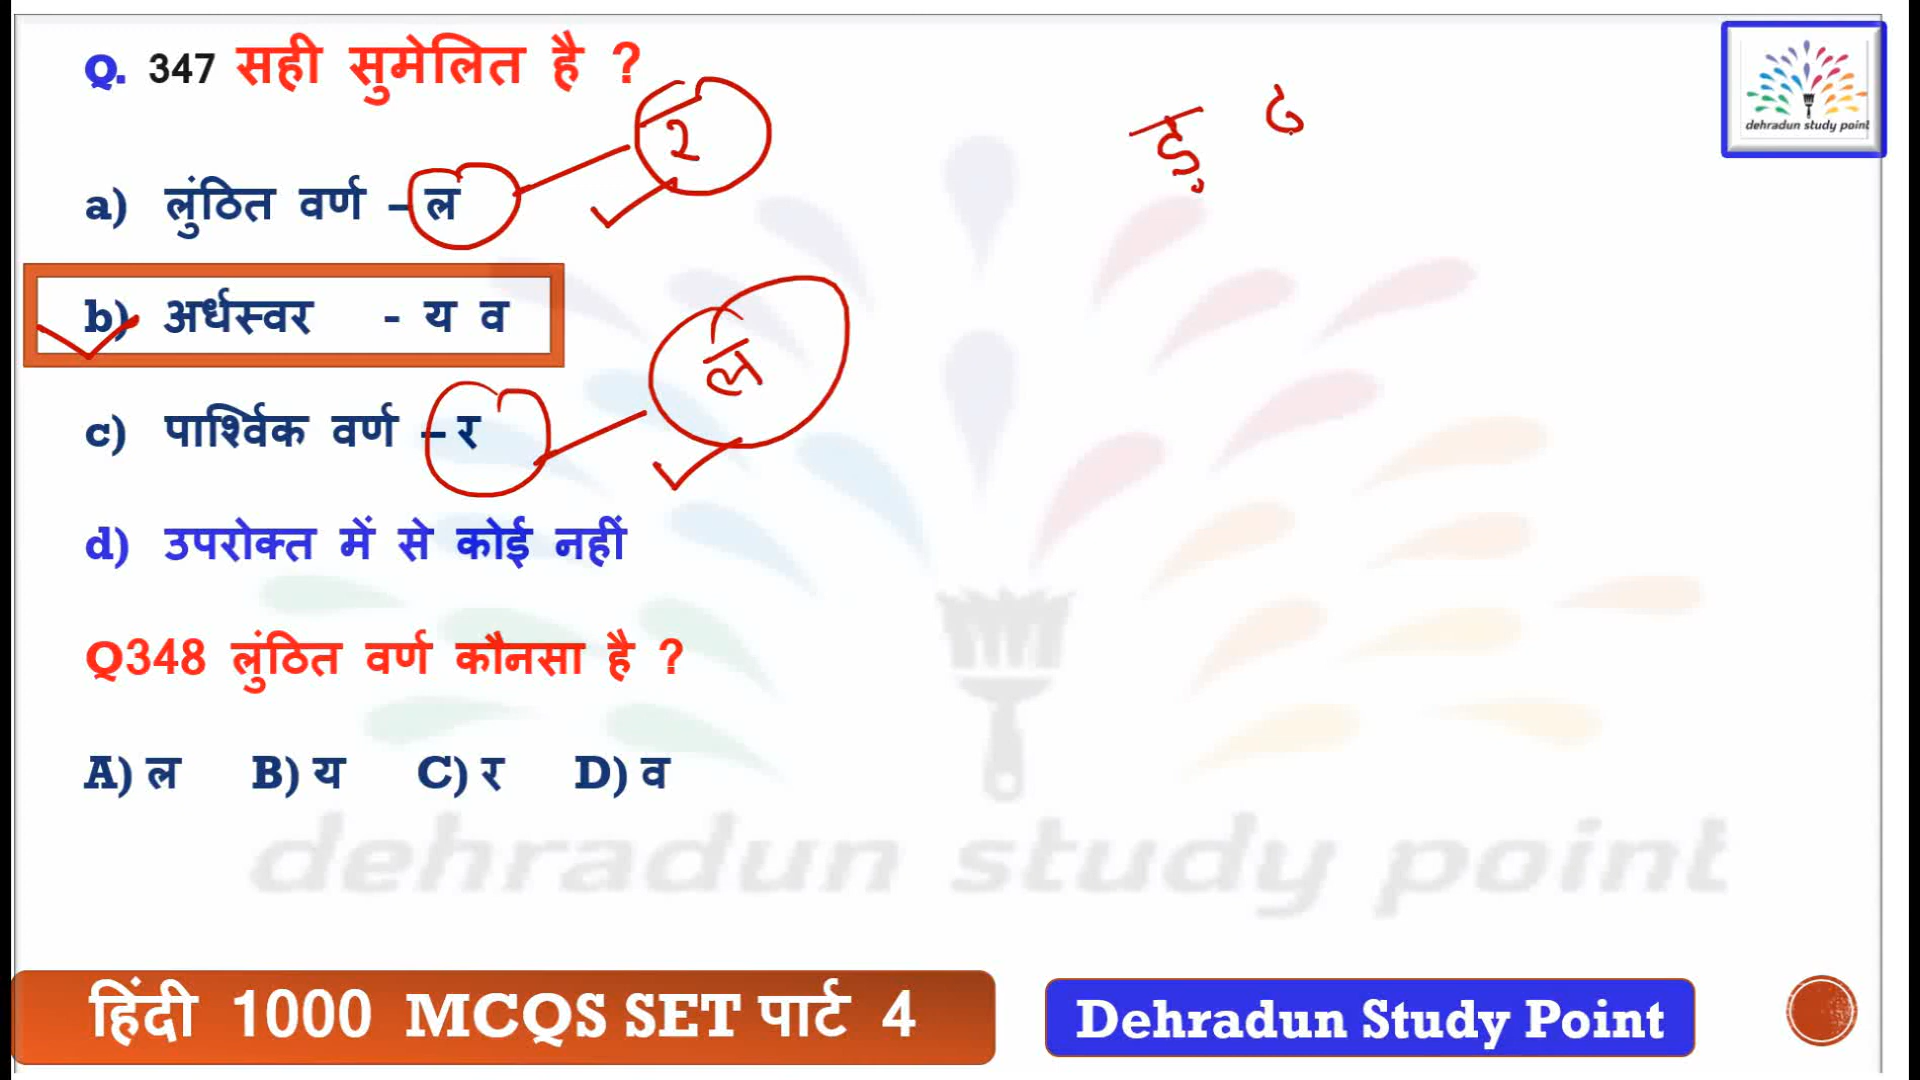 Q. 347 सही सुमेलित है ?
र
ड़ ढ
dehradun study point
a) लुंठित वर्ण – ल
b) अर्धस्वर - य व
ल
c) पार्श्विक वर्ण – र
d) उपरोक्त में से कोई नहीं
Q348 लुंठित वर्ण कौनसा है ?
A) ल B) य C) र D) व
dehradun study point
हिंदी 1000 MCQS SET पार्ट 4
Dehradun Study Point